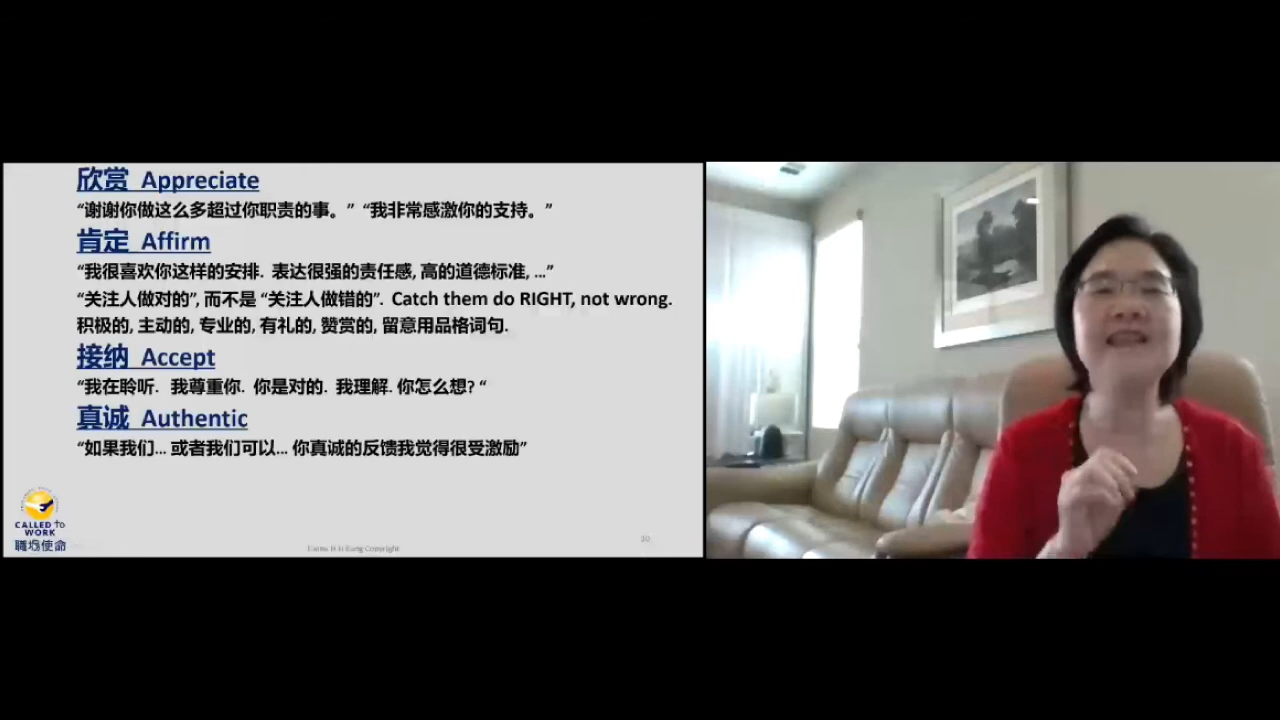 欣赏 Appreciate
“谢谢你做这么多超过你职责的事。” “我非常感激你的支持。”
肯定 Affirm
“我很喜欢你这样的安排. 表达很强的责任感, 高的道德标准, ...”
“关注人做对的”, 而不是 “关注人做错的”. Catch them do RIGHT, not wrong.
积极的, 主动的, 专业的, 有礼的, 赞赏的, 留意用品格词句.
接纳 Accept
“我在聆听. 我尊重你. 你是对的. 我理解. 你怎么想? “
真诚 Authentic
“如果我们... 或者我们可以... 你真诚的反馈我觉得很受激励”
CALLED to
WORK
職場使命
Copyright